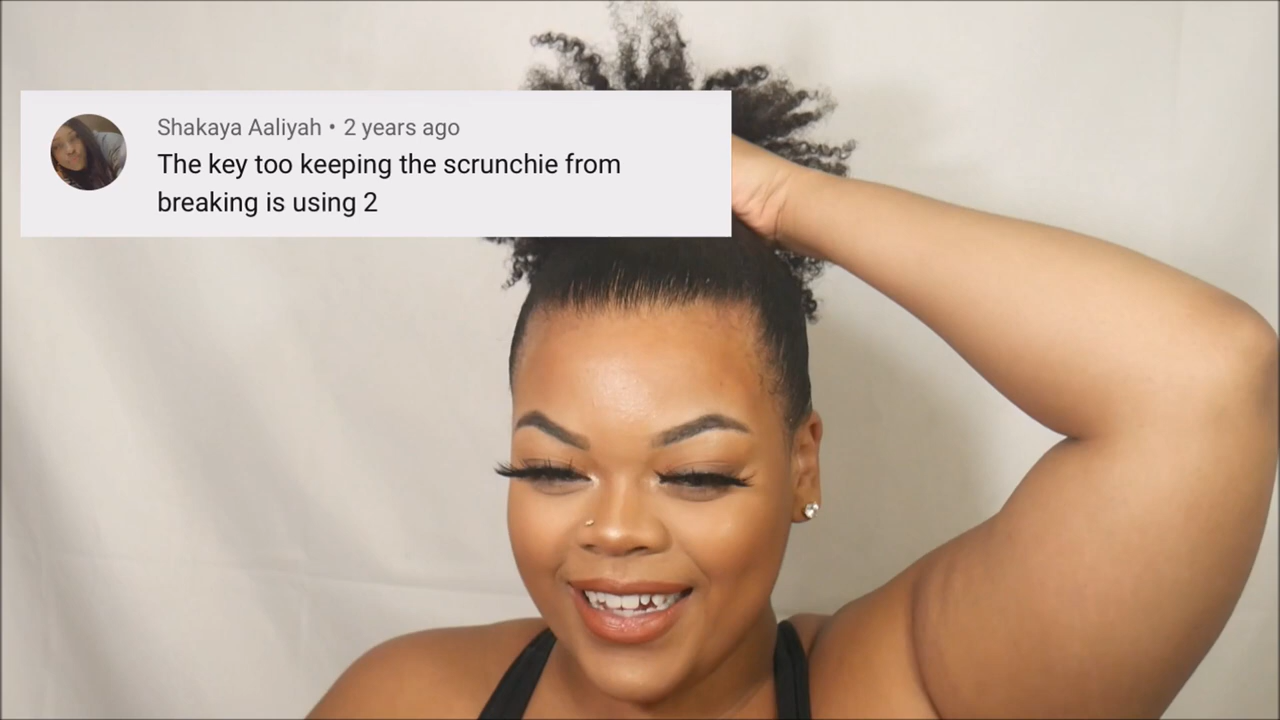 Shakaya Aaliyah • 2 years ago
The key too keeping the scrunchie from
breaking is using 2